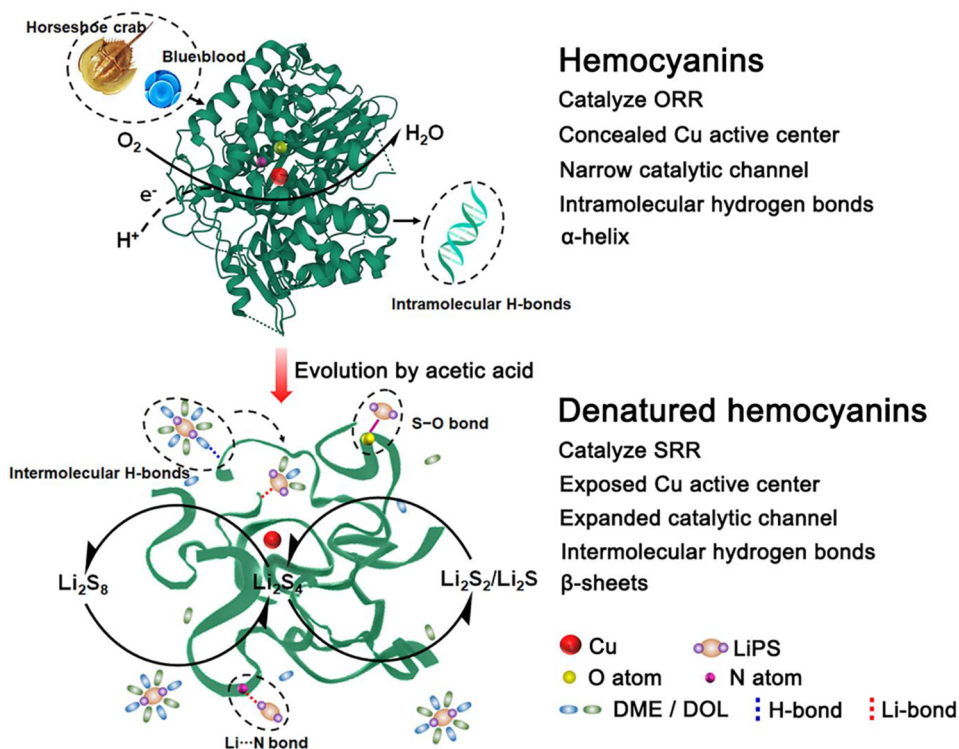 Horseshoe crab
Blue blood
O₂
H₂O
e⁻
H⁺
Intramolecular H-bonds
Hemocyanins
Catalyze ORR
Concealed Cu active center
Narrow catalytic channel
Intramolecular hydrogen bonds
α-helix
Evolution by acetic acid
Intermolecular H-bonds
S−O bond
Li₂S₈
Li₂S₄
Li₂S₂/Li₂S
Li···N bond
Denatured hemocyanins
Catalyze SRR
Exposed Cu active center
Expanded catalytic channel
Intermolecular hydrogen bonds
β-sheets
Cu
LiPS
O atom
N atom
DME / DOL
H-bond
Li-bond